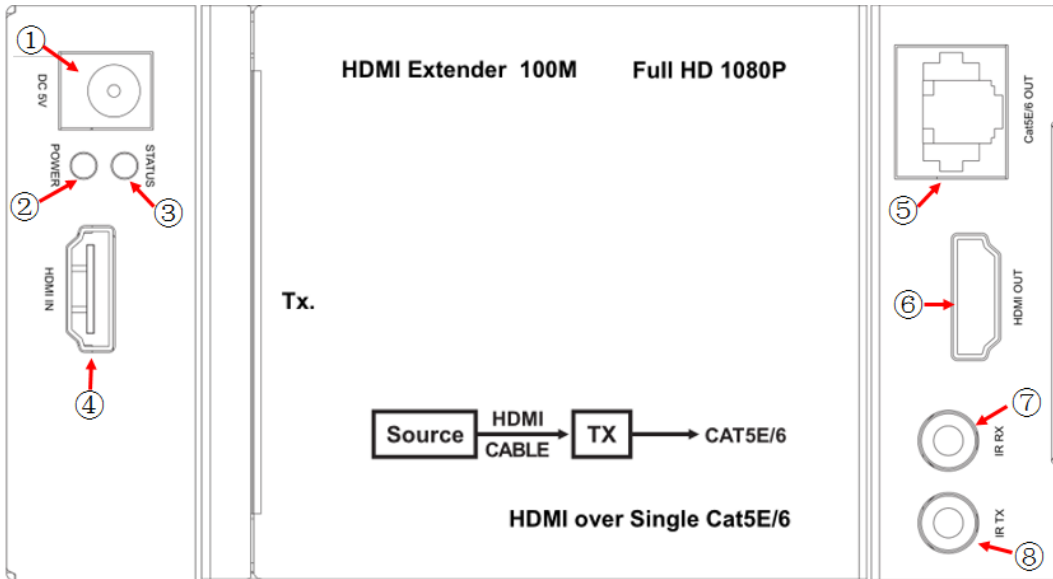 ①
DC 5V
POWER
STATUS
②
③
HDMI IN
④
HDMI Extender 100M Full HD 1080P
Tx.
Source
HDMI
CABLE
TX
CAT5E/6
HDMI over Single Cat5E/6
Cat5E/6 OUT
⑤
⑥
HDMI OUT
⑦
IR RX
IR TX
⑧